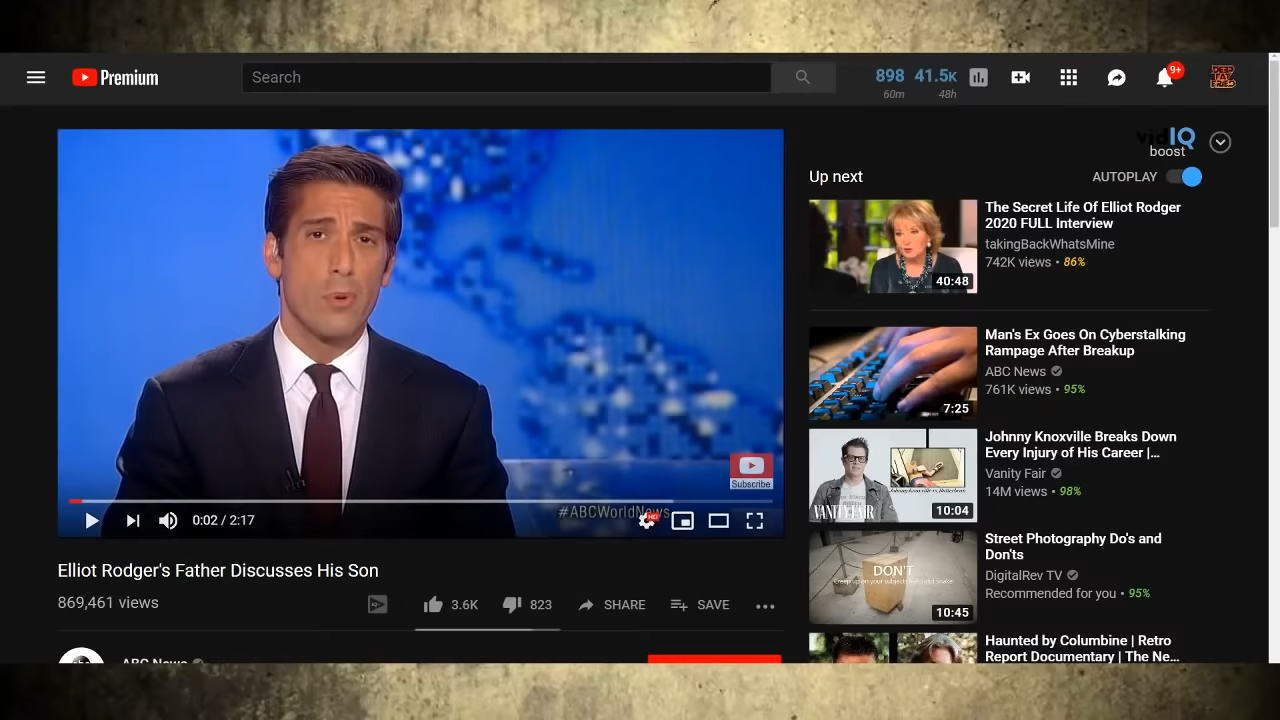 Premium
Search
898 41.5K
60m 48h
9+
DEEP
FAT
FRIED
vidIQ
boost
Up next
AUTOPLAY
The Secret Life Of Elliot Rodger
2020 FULL Interview
takingBackWhatsMine
742K views • 86%
40:48
Man's Ex Goes On Cyberstalking
Rampage After Breakup
ABC News
761K views • 95%
7:25
Johnny Knoxville Breaks Down
Every Injury of His Career |...
Vanity Fair
14M views • 98%
VANITY FAIR
10:04
Street Photography Do's and
Don'ts
DigitalRev TV
Recommended for you • 95%
DON'T
10:45
Haunted by Columbine | Retro
Report Documentary | The Ne...
Subscribe
#ABCWorldNews
0:02 / 2:17
HD
Elliot Rodger's Father Discusses His Son
869,461 views
3.6K 823 SHARE SAVE
ABC News